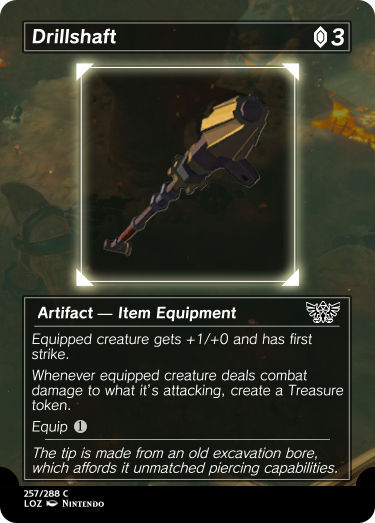 Drillshaft 3
Artifact — Item Equipment
Equipped creature gets +1/+0 and has first
strike.
Whenever equipped creature deals combat
damage to what it's attacking, create a Treasure
token.
Equip 1
The tip is made from an old excavation bore,
which affords it unmatched piercing capabilities.
257/288 C
LOZ Nintendo